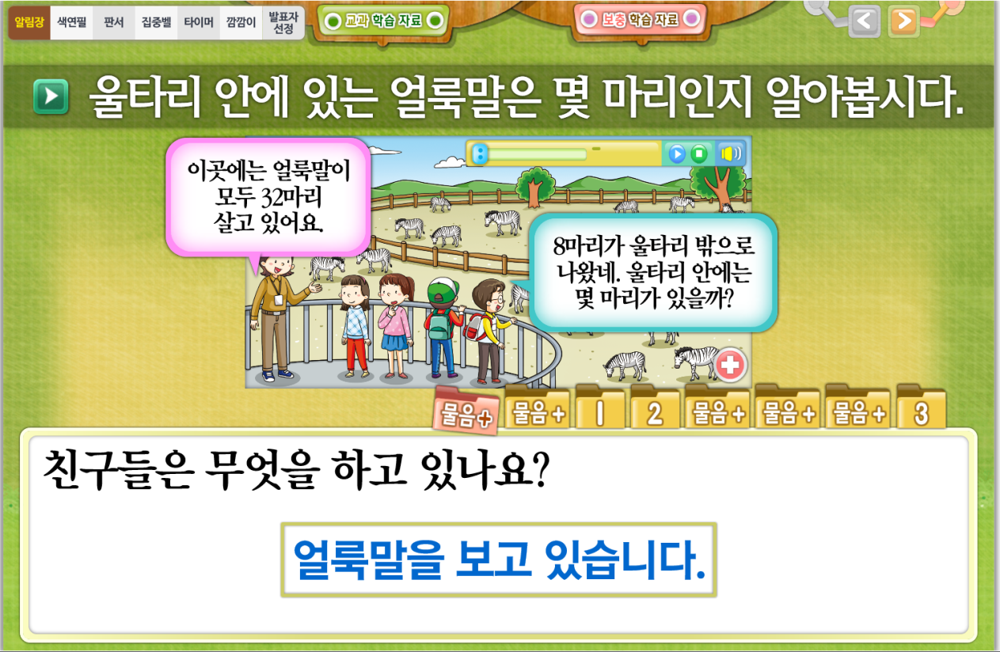 알림장 색연필 판서 집중벨 타이머 깜깜이 발표자
선정
교과 학습 자료
보충 학습 자료
울타리 안에 있는 얼룩말은 몇 마리인지 알아봅시다.
이곳에는 얼룩말이
모두 32마리
살고 있어요.
8마리가 울타리 밖으로
나왔네. 울타리 안에는
몇 마리가 있을까?
물음+ 물음+ 1 2 물음+ 물음+ 물음+ 3
친구들은 무엇을 하고 있나요?
얼룩말을 보고 있습니다.